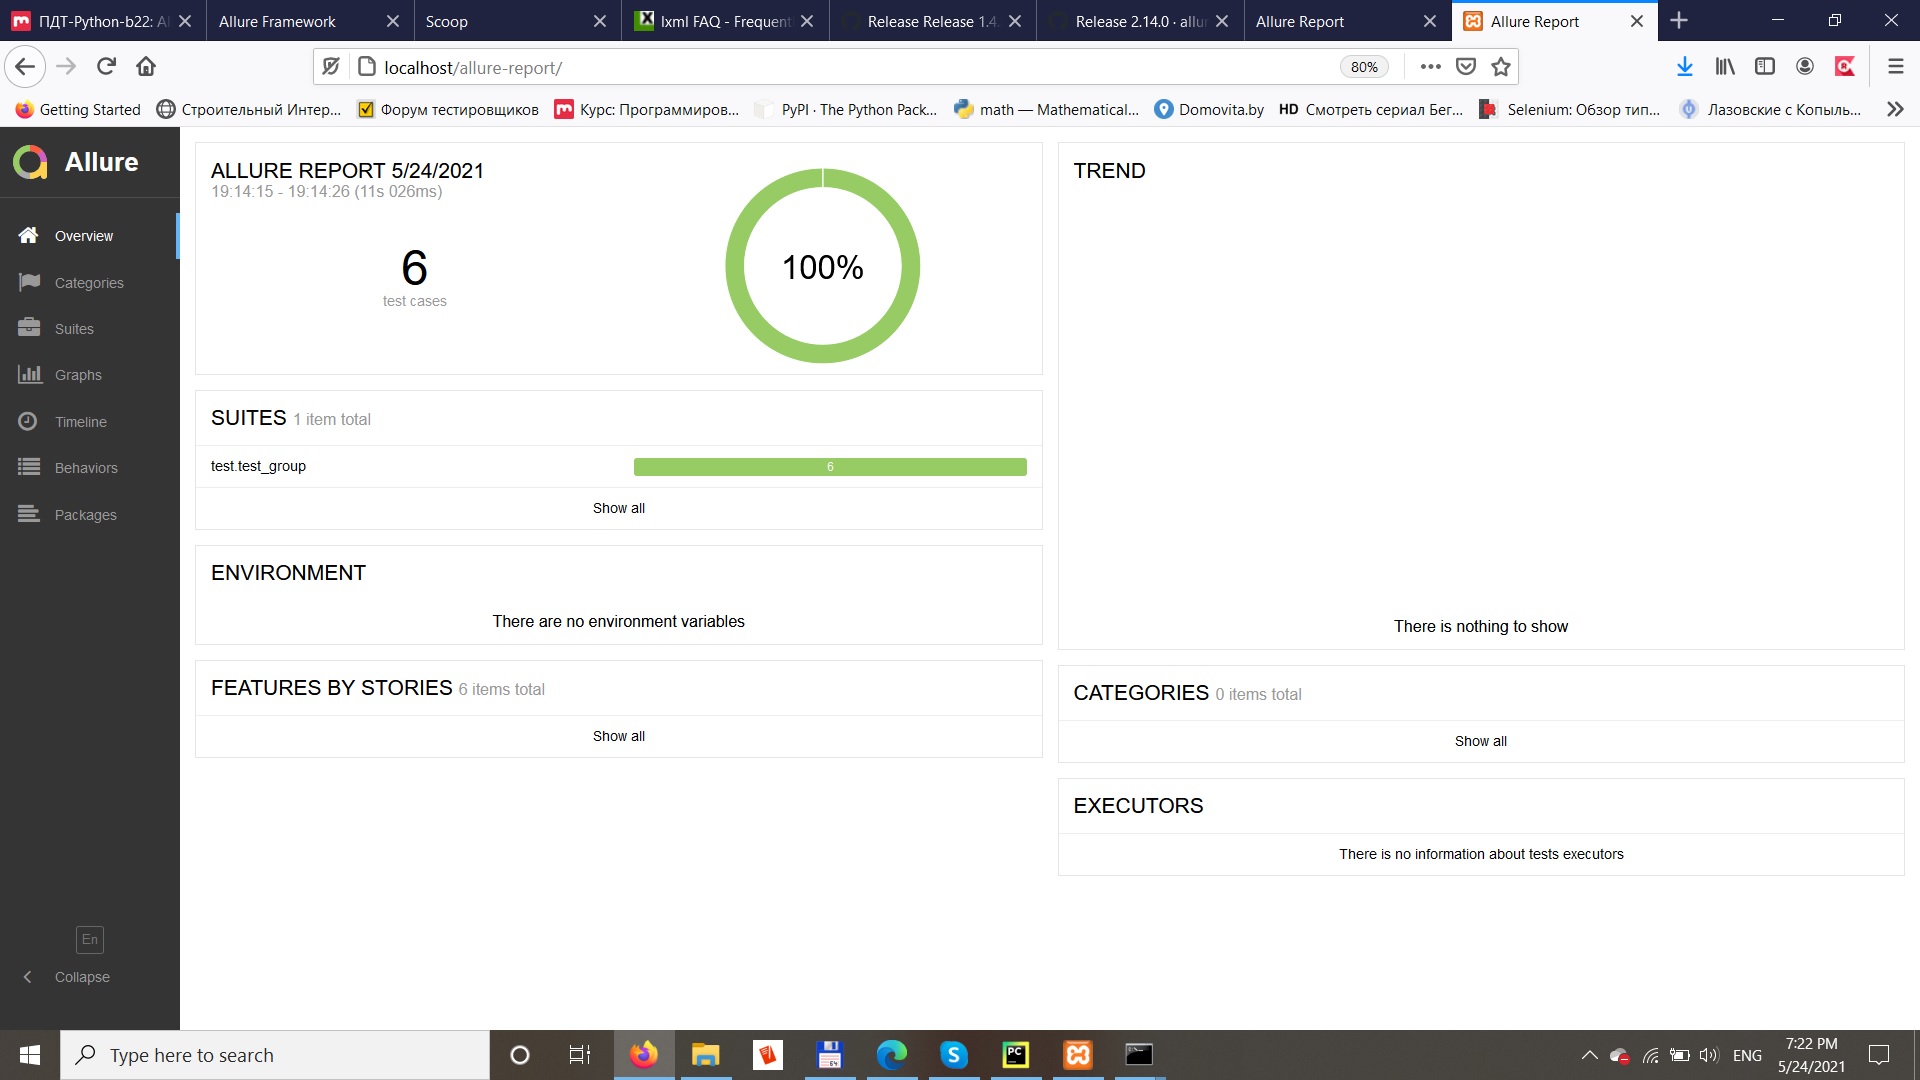 ПДТ-Python-b22: Al
Allure Framework
Scoop
lxml FAQ - Frequent
Release Release 1.4.
Release 2.14.0 · allur
Allure Report
Allure Report
localhost/allure-report/
80%
Getting Started
Строительный Интер...
Форум тестировщиков
Курс: Программиров...
PyPI · The Python Pack...
math — Mathematical...
Domovita.by
HD Смотреть сериал Бег...
Selenium: Обзор тип...
Лазовские с Копыль...
Allure
Overview
Categories
Suites
Graphs
Timeline
Behaviors
Packages
En
Collapse
ALLURE REPORT 5/24/2021
19:14:15 - 19:14:26 (11s 026ms)
6
test cases
100%
SUITES 1 item total
test.test_group
6
Show all
ENVIRONMENT
There are no environment variables
FEATURES BY STORIES 6 items total
Show all
TREND
There is nothing to show
CATEGORIES 0 items total
Show all
EXECUTORS
There is no information about tests executors
Type here to search
64
S
PC
ENG
7:22 PM
5/24/2021